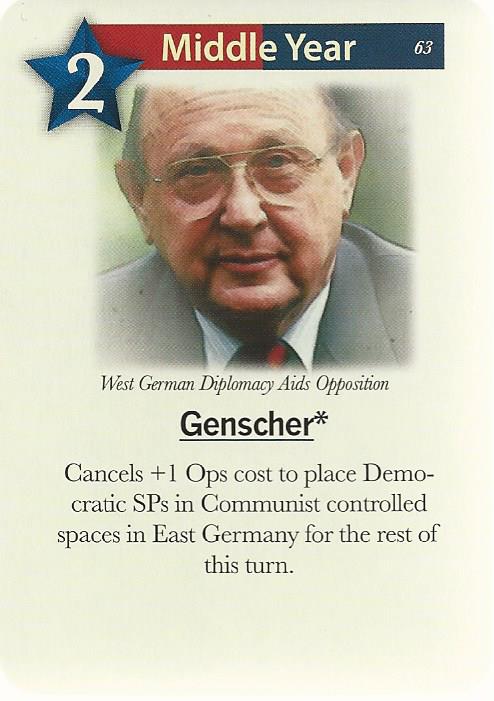 2
Middle Year
63
West German Diplomacy Aids Opposition
Genscher*
Cancels +1 Ops cost to place Demo-
cratic SPs in Communist controlled
spaces in East Germany for the rest of
this turn.